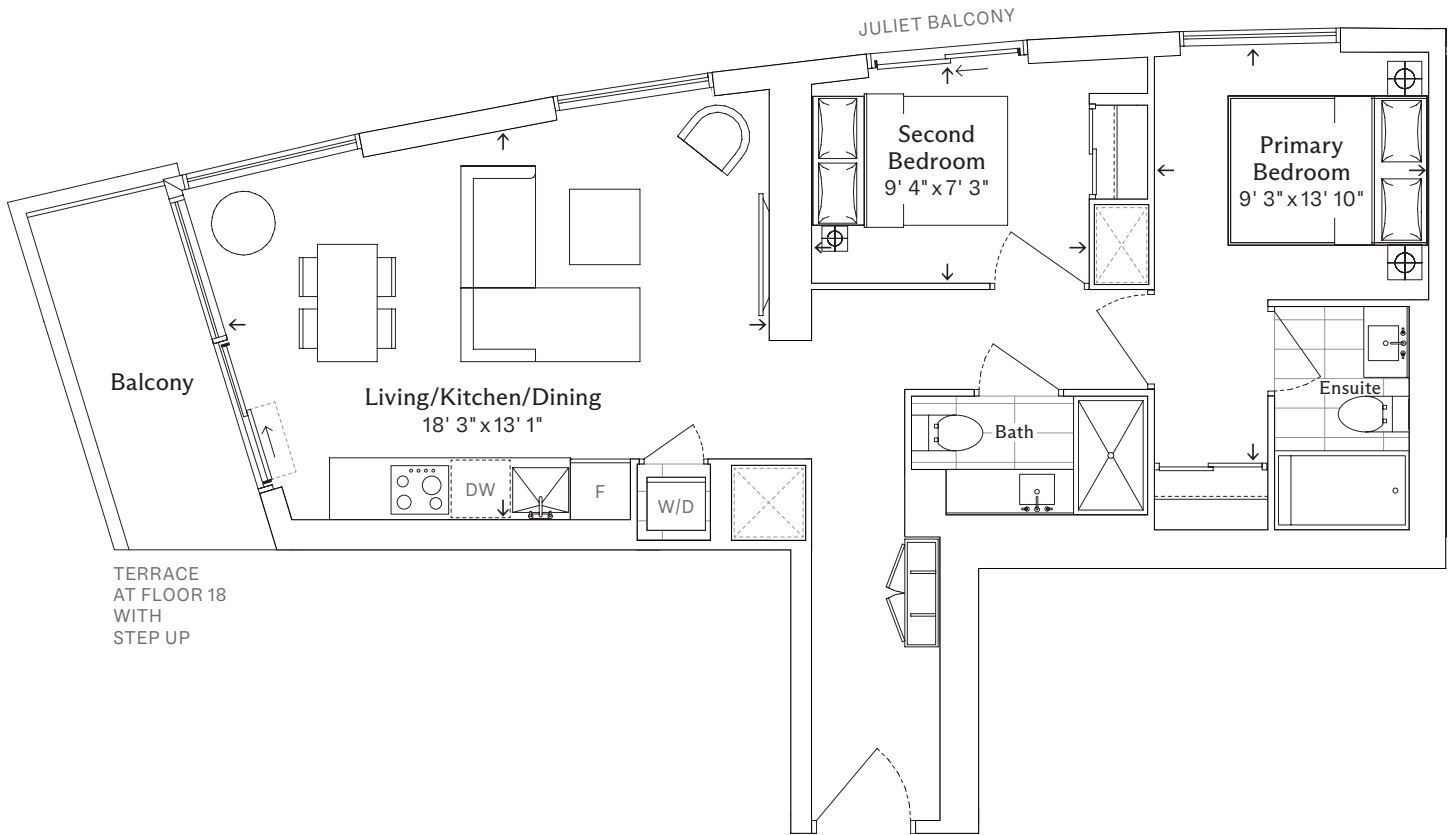 JULIET BALCONY
Second
Bedroom
9' 4" x 7' 3"
Primary
Bedroom
9' 3" x 13' 10"
Balcony
Living/Kitchen/Dining
18' 3" x 13' 1"
Ensuite
Bath
DW
F
W/D
TERRACE
AT FLOOR 18
WITH
STEP UP